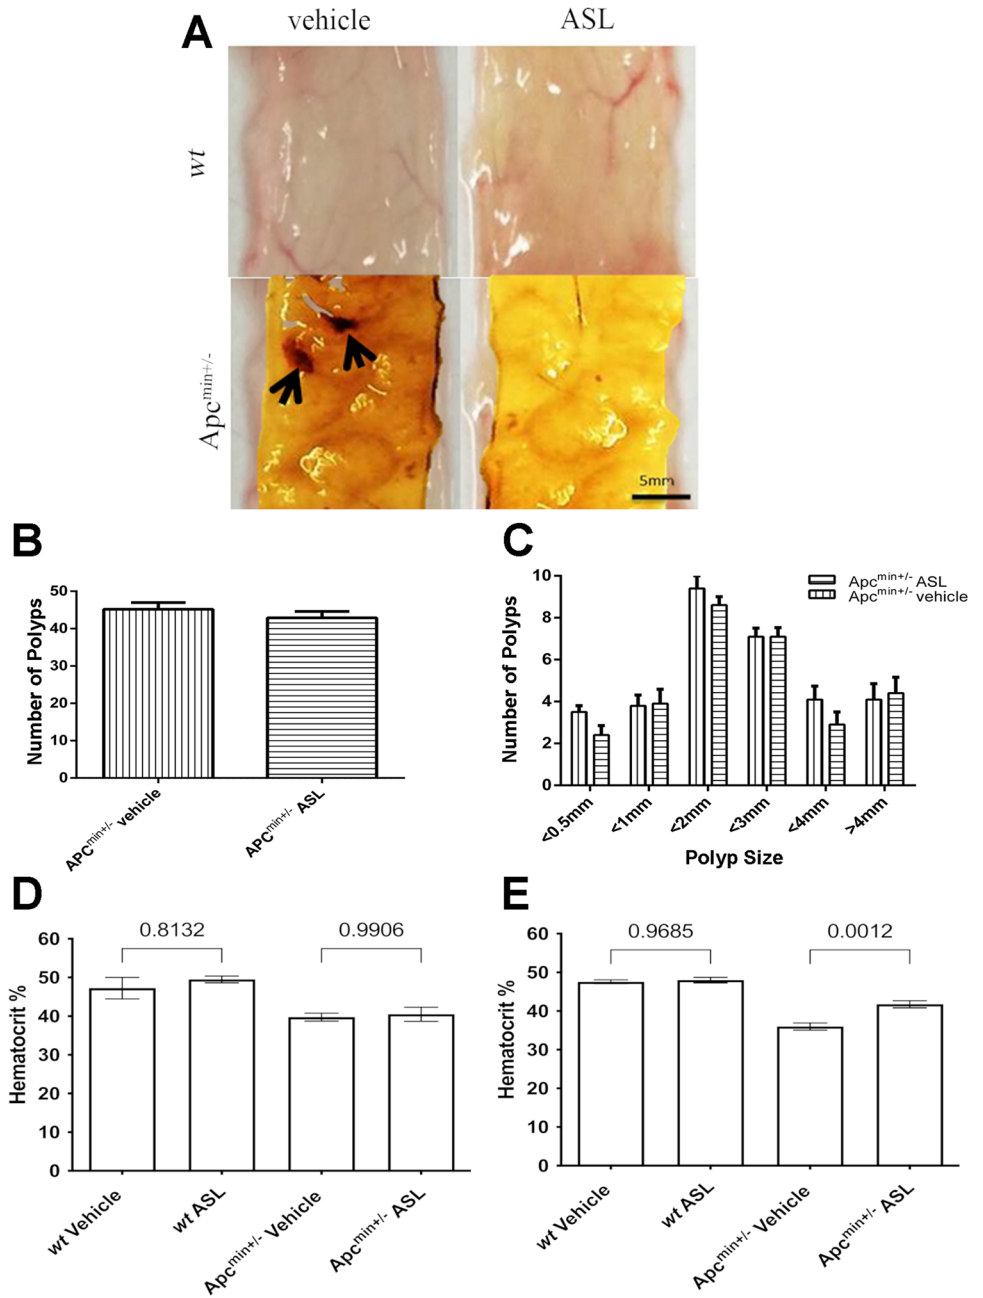 A
vehicle ASL
wt
Apcmin+/-
5mm
B
Number of Polyps
50
40
30
20
10
0
APCmin+/- vehicle
APCmin+/- ASL
C
Number of Polyps
10
8
6
4
2
0
Apcmin+/- ASL
Apcmin+/- vehicle
<0.5mm
<1mm
<2mm
<3mm
<4mm
>4mm
Polyp Size
D
Hematocrit %
60
50
40
30
20
10
0
0.8132
0.9906
wt Vehicle
wt ASL
Apcmin+/- Vehicle
Apcmin+/- ASL
E
Hematocrit %
60
50
40
30
20
10
0
0.9685
0.0012
wt Vehicle
wt ASL
Apcmin+/- Vehicle
Apcmin+/- ASL